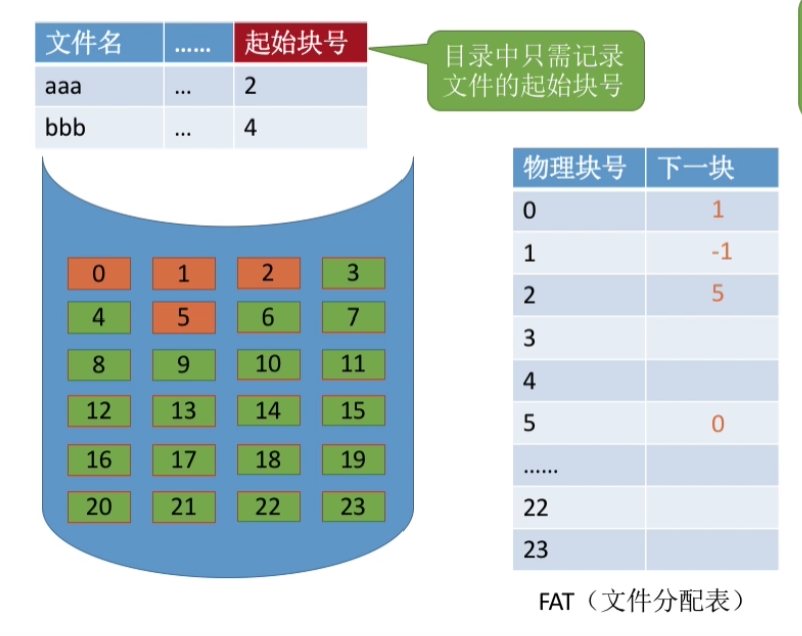 文件名 …… 起始块号
aaa ... 2
bbb ... 4
目录中只需记录
文件的起始块号
0 1 2 3
4 5 6 7
8 9 10 11
12 13 14 15
16 17 18 19
20 21 22 23
物理块号 下一块
0 1
1 -1
2 5
3
4
5 0
……
22
23
FAT（文件分配表）